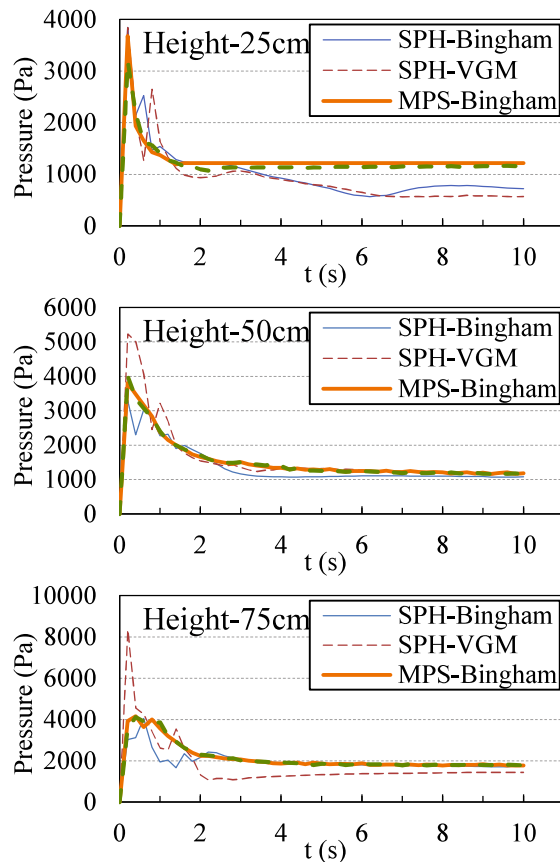 4000
Height-25cm
SPH-Bingham
SPH-VGM
MPS-Bingham
3000
2000
1000
0
Pressure (Pa)
0 2 4 6 8 10
t (s)
6000
Height-50cm
SPH-Bingham
SPH-VGM
MPS-Bingham
5000
4000
3000
2000
1000
0
Pressure (Pa)
0 2 4 6 8 10
t (s)
10000
Height-75cm
SPH-Bingham
SPH-VGM
MPS-Bingham
8000
6000
4000
2000
0
Pressure (Pa)
0 2 4 6 8 10
t (s)